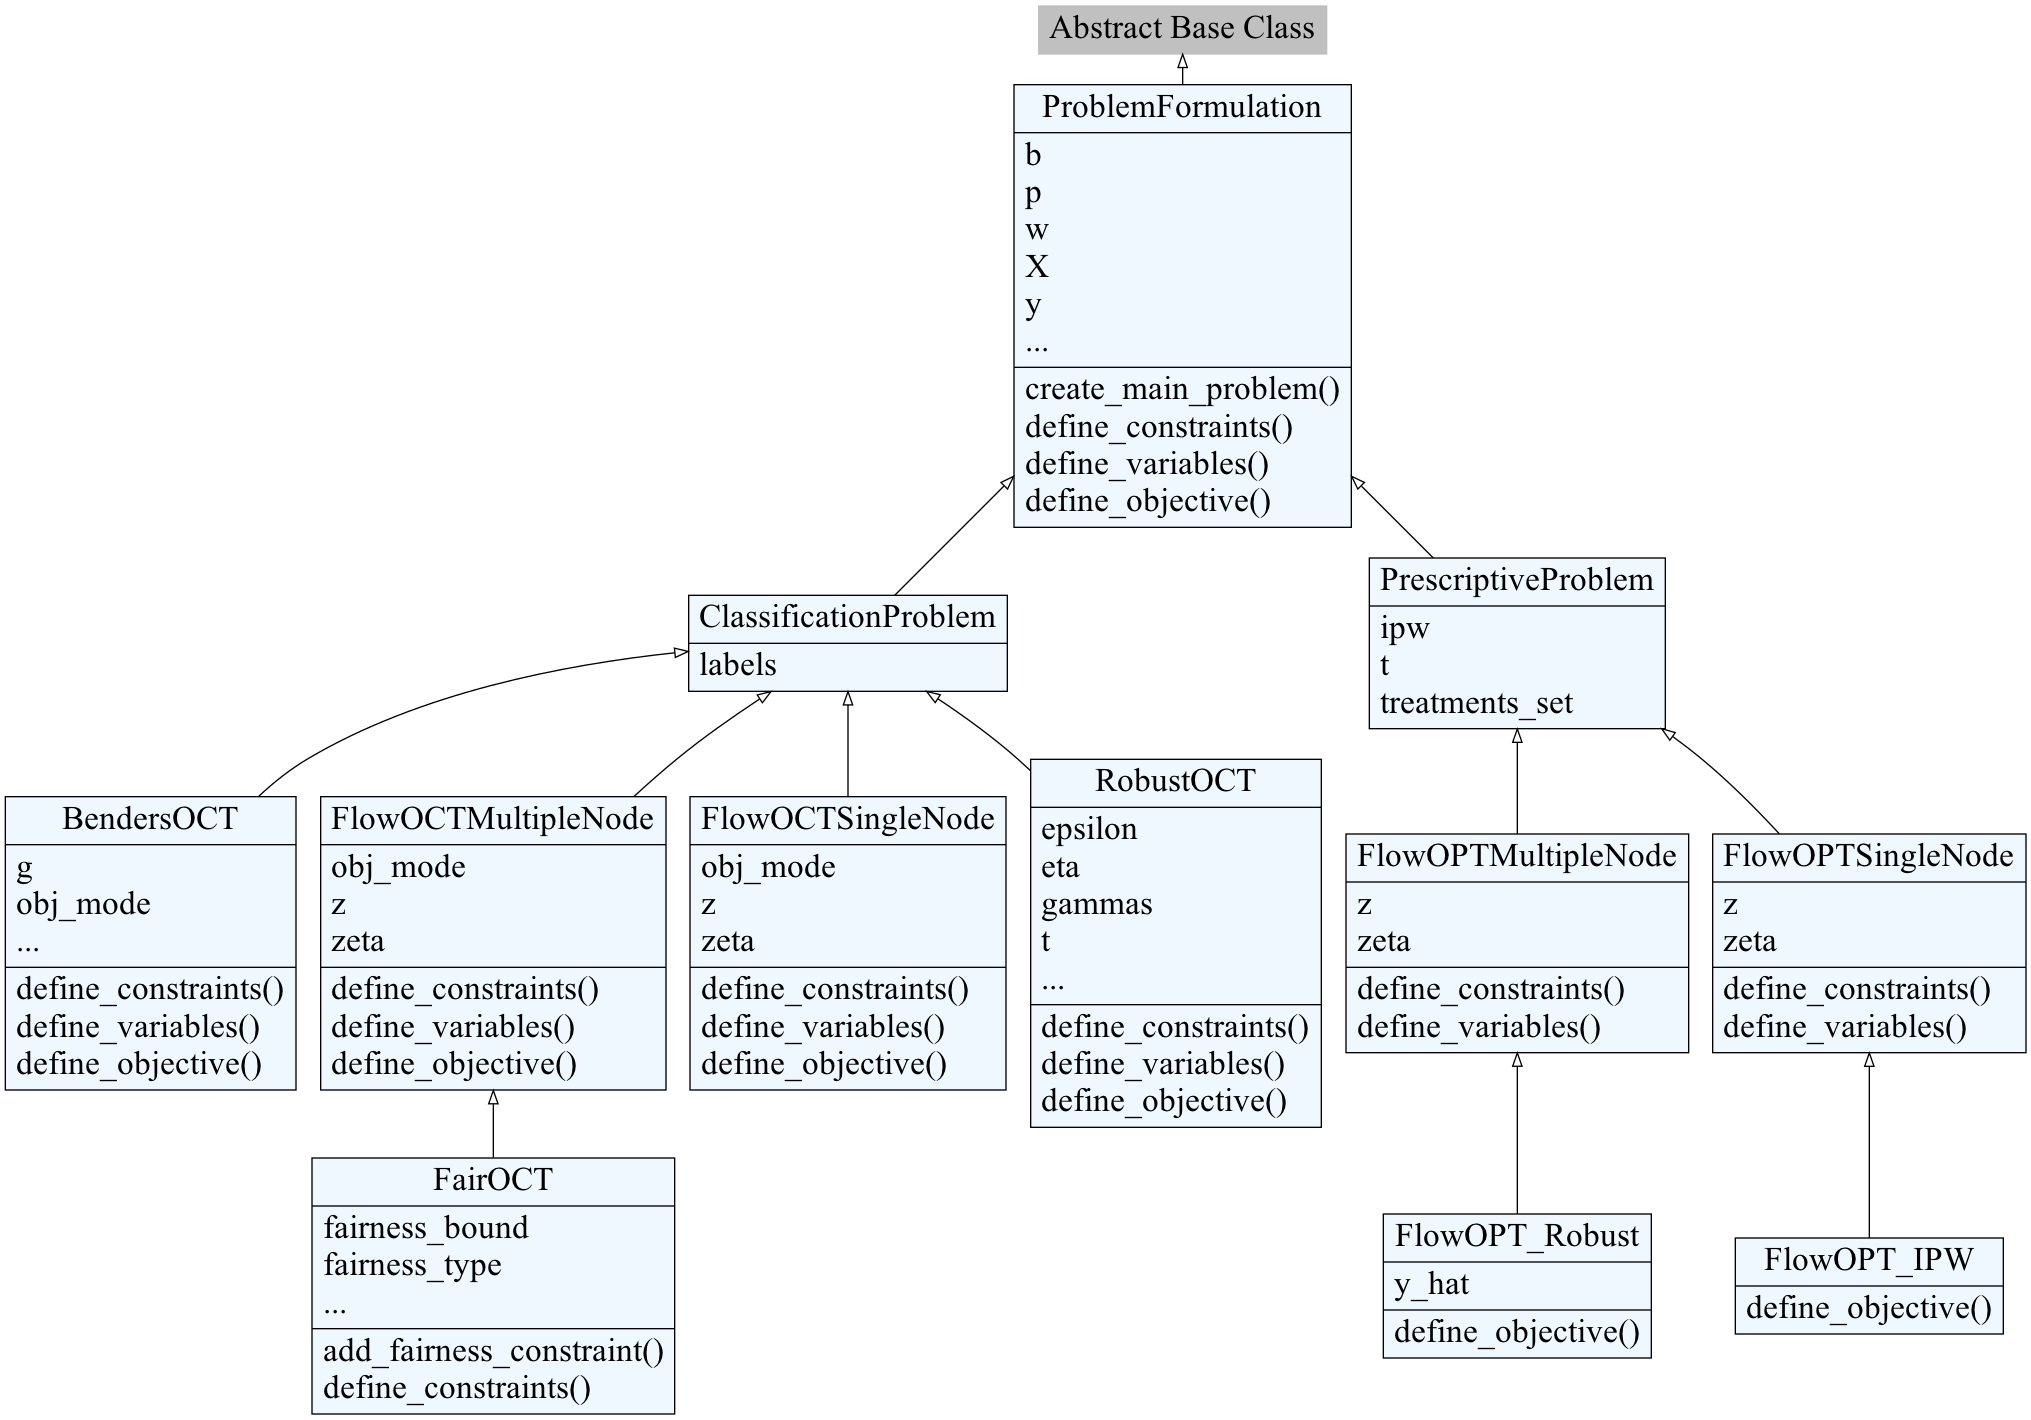 Abstract Base Class
ProblemFormulation
b
p
w
X
y
...
create_main_problem()
define_constraints()
define_variables()
define_objective()
ClassificationProblem
labels
PrescriptiveProblem
ipw
t
treatments_set
BendersOCT
g
obj_mode
...
define_constraints()
define_variables()
define_objective()
FlowOCTMultipleNode
obj_mode
z
zeta
define_constraints()
define_variables()
define_objective()
FlowOCTSingleNode
obj_mode
z
zeta
define_constraints()
define_variables()
define_objective()
RobustOCT
epsilon
eta
gammas
t
...
define_constraints()
define_variables()
define_objective()
FlowOPTMultipleNode
z
zeta
define_constraints()
define_variables()
FlowOPTSingleNode
z
zeta
define_constraints()
define_variables()
FairOCT
fairness_bound
fairness_type
...
add_fairness_constraint()
define_constraints()
FlowOPT_Robust
y_hat
define_objective()
FlowOPT_IPW
define_objective()